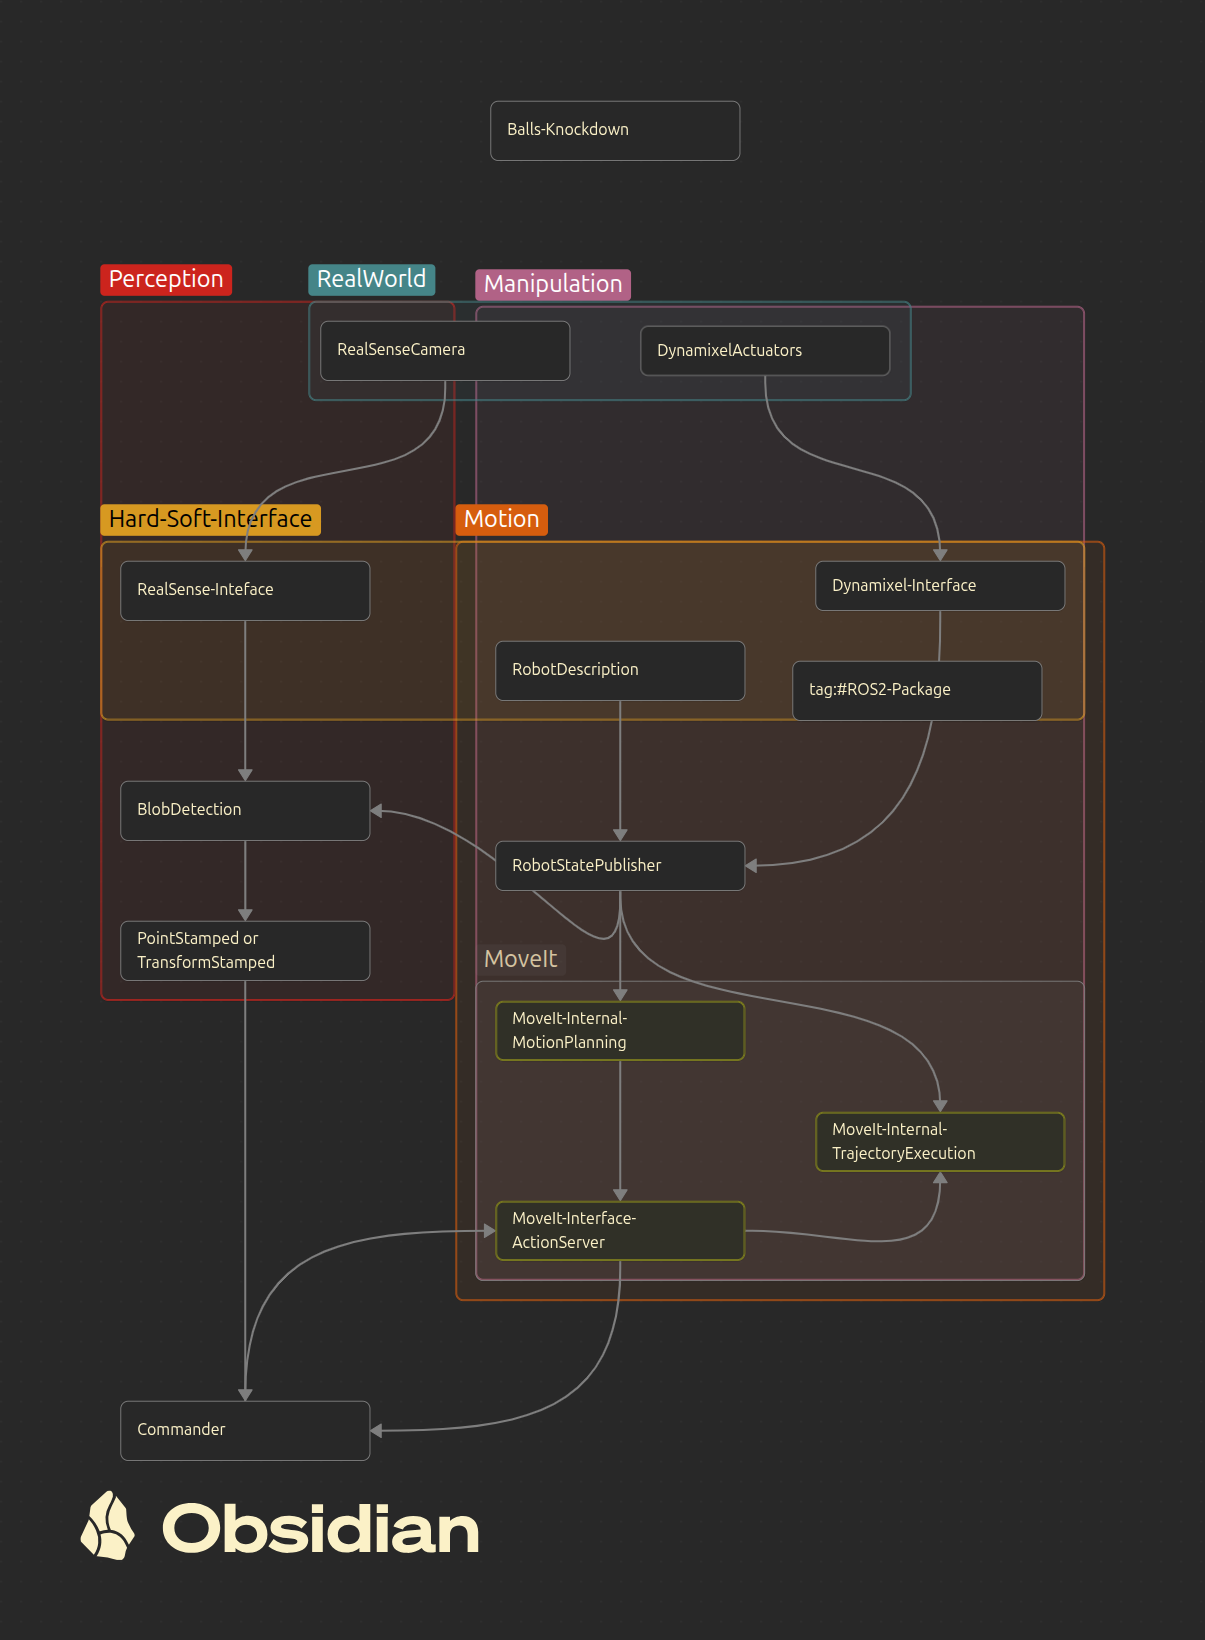 Balls-Knockdown
Perception
RealWorld
Manipulation
RealSenseCamera
DynamixelActuators
Hard-Soft-Interface
Motion
RealSense-Inteface
Dynamixel-Interface
RobotDescription
tag:#ROS2-Package
BlobDetection
RobotStatePublisher
PointStamped or
TransformStamped
MoveIt
MoveIt-Internal-
MotionPlanning
MoveIt-Internal-
TrajectoryExecution
MoveIt-Interface-
ActionServer
Commander
Obsidian